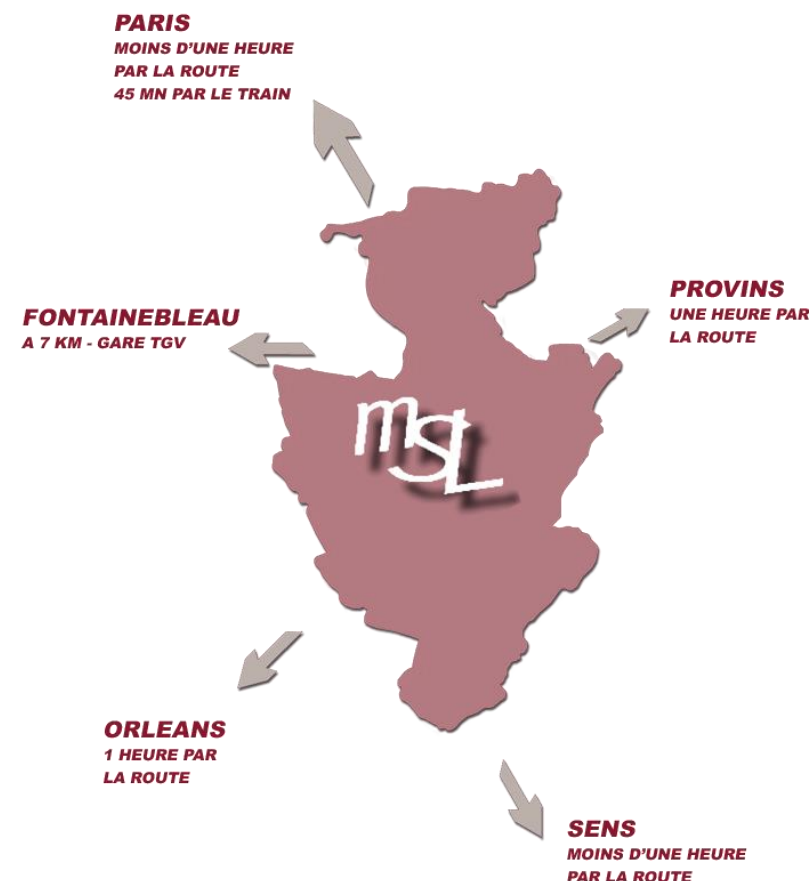 PARIS
MOINS D'UNE HEURE
PAR LA ROUTE
45 MN PAR LE TRAIN
PROVINS
UNE HEURE PAR
LA ROUTE
FONTAINEBLEAU
A 7 KM - GARE TGV
mSL
ORLEANS
1 HEURE PAR
LA ROUTE
SENS
MOINS D'UNE HEURE
PAR LA ROUTE